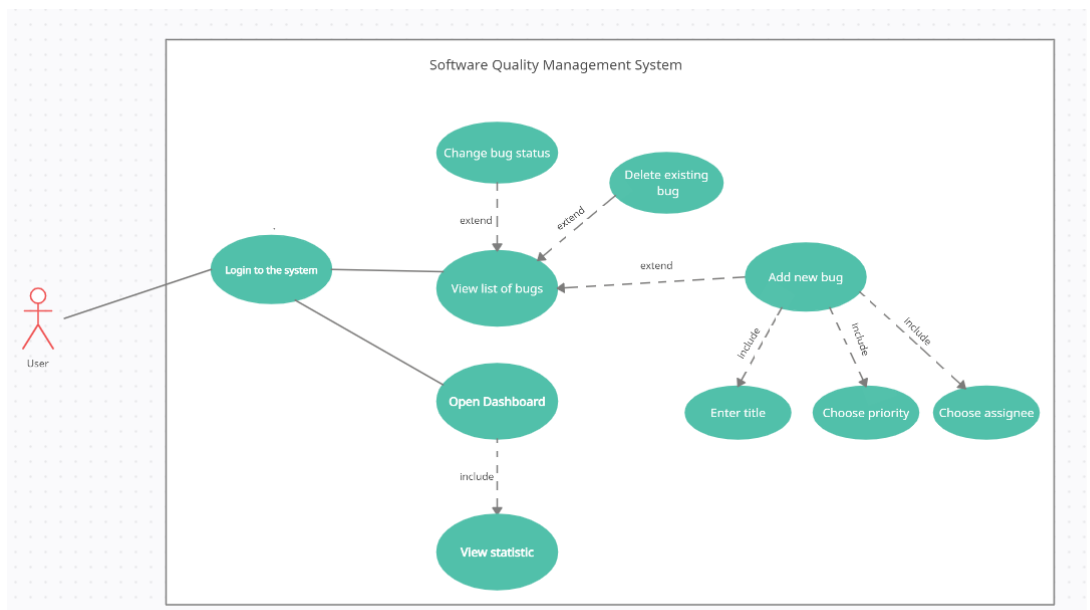 Software Quality Management System
Change bug status
Delete existing
bug
extend
extend
Login to the system
View list of bugs
extend
Add new bug
User
include
include
include
Open Dashboard
Enter title
Choose priority
Choose assignee
include
View statistic